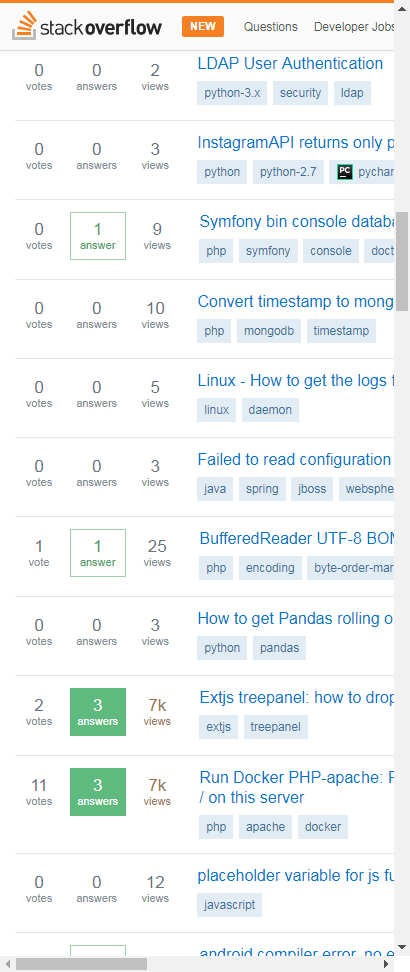 stackoverflow NEW Questions Developer Jobs
0 0 2 LDAP User Authentication
votes answers views python-3.x security ldap
0 0 3 InstagramAPI returns only p
votes answers views python python-2.7 PC pychar
0 1 9 Symfony bin console databa
votes answer views php symfony console doct
0 0 10 Convert timestamp to mong
votes answers views php mongodb timestamp
0 0 5 Linux - How to get the logs f
votes answers views linux daemon
0 0 3 Failed to read configuration
votes answers views java spring jboss websphe
1 1 25 BufferedReader UTF-8 BOM
vote answer views php encoding byte-order-mar
0 0 3 How to get Pandas rolling o
votes answers views python pandas
2 3 7k Extjs treepanel: how to drop
votes answers views extjs treepanel
11 3 7k Run Docker PHP-apache:
votes answers views / on this server
php apache docker
0 0 12 placeholder variable for js fu
votes answers views javascript
android compiler error, no e